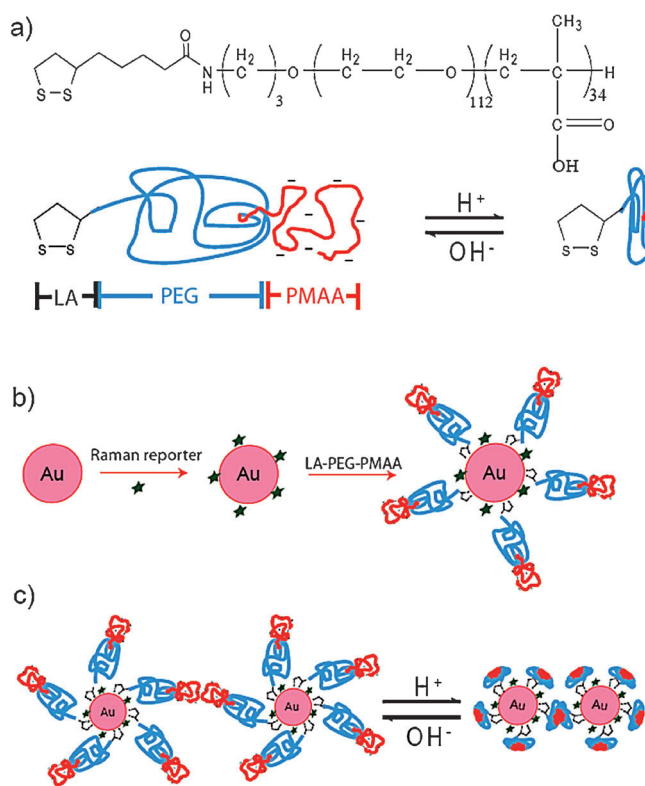 a)
CH₃
O
H₂ H₂ H₂ H₂
C N C O C C O C C H
H 3 112 34
S S C O
OH
− − − − − − −
H⁺
OH⁻
S S S S
LA PEG PMAA
b)
Au Raman reporter Au LA-PEG-PMAA Au
c)
Au Au H⁺ Au Au
OH⁻